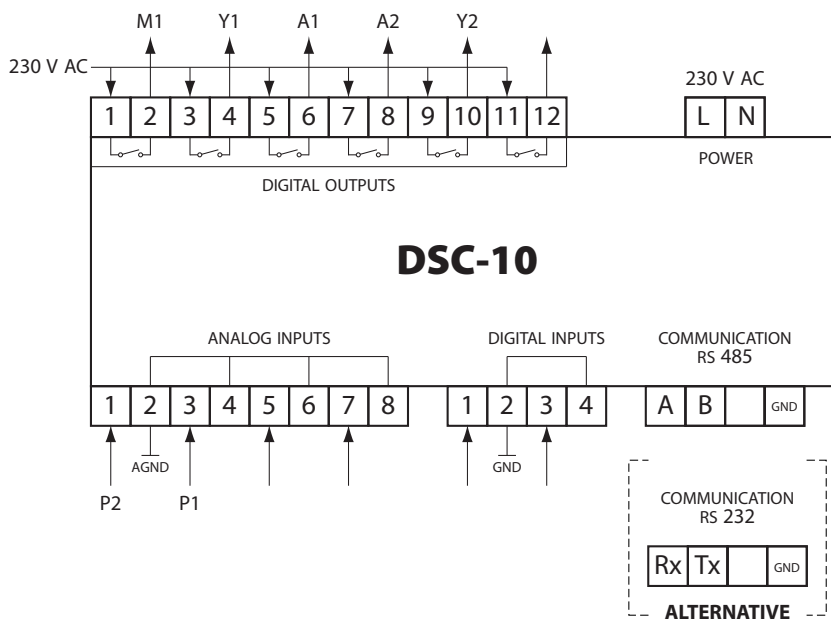 M1 Y1 A1 A2 Y2
230 V AC
230 V AC
1 2 3 4 5 6 7 8 9 10 11 12
L N
POWER
DIGITAL OUTPUTS
DSC-10
ANALOG INPUTS
DIGITAL INPUTS
COMMUNICATION
RS 485
1 2 3 4 5 6 7 8
1 2 3 4
A B GND
AGND
GND
P2 P1
COMMUNICATION
RS 232
Rx Tx GND
ALTERNATIVE